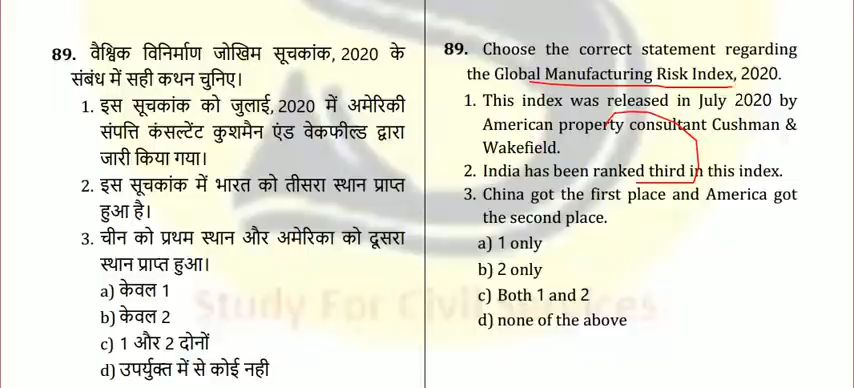 89. वैश्विक विनिर्माण जोखिम सूचकांक, 2020 के
संबंध में सही कथन चुनिए।
1. इस सूचकांक को जुलाई, 2020 में अमेरिकी
संपत्ति कंसल्टेंट कुशमैन एंड वेकफील्ड द्वारा
जारी किया गया।
2. इस सूचकांक में भारत को तीसरा स्थान प्राप्त
हुआ है।
3. चीन को प्रथम स्थान और अमेरिका को दूसरा
स्थान प्राप्त हुआ।
a) केवल 1
b) केवल 2
c) 1 और 2 दोनों
d) उपर्युक्त में से कोई नही
89. Choose the correct statement regarding
the Global Manufacturing Risk Index, 2020.
1. This index was released in July 2020 by
American property consultant Cushman &
Wakefield.
2. India has been ranked third in this index.
3. China got the first place and America got
the second place.
a) 1 only
b) 2 only
c) Both 1 and 2
d) none of the above
Study For Civil Services